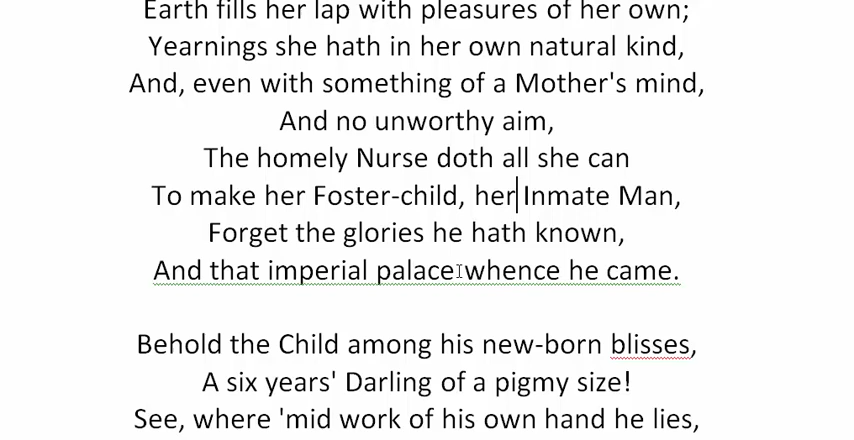 Earth fills her lap with pleasures of her own;
Yearnings she hath in her own natural kind,
And, even with something of a Mother's mind,
And no unworthy aim,
The homely Nurse doth all she can
To make her Foster-child, her Inmate Man,
Forget the glories he hath known,
And that imperial palace whence he came.
Behold the Child among his new-born blisses,
A six years' Darling of a pigmy size!
See, where 'mid work of his own hand he lies,